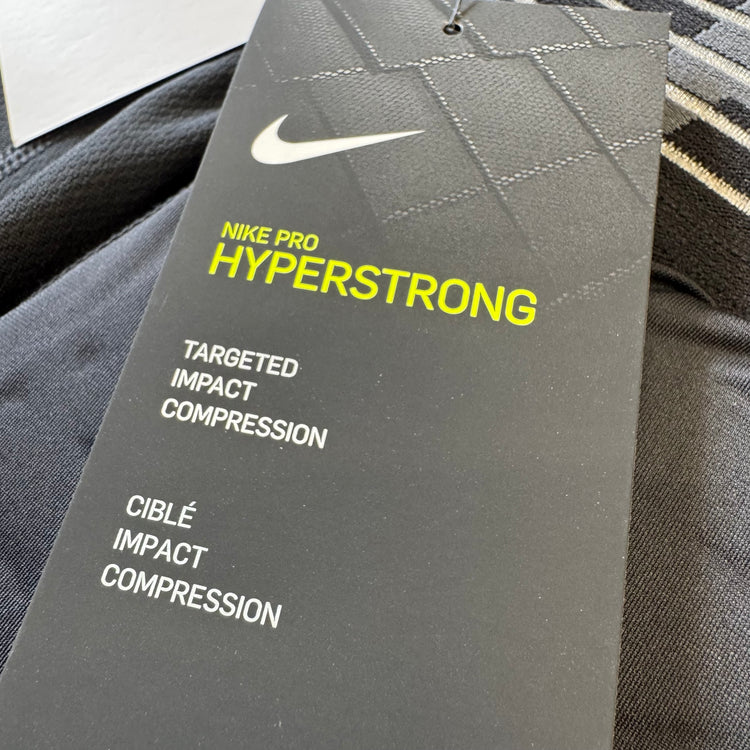 NIKE PRO
HYPERSTRONG
TARGETED
IMPACT
COMPRESSION
CIBLÉ
IMPACT
COMPRESSION